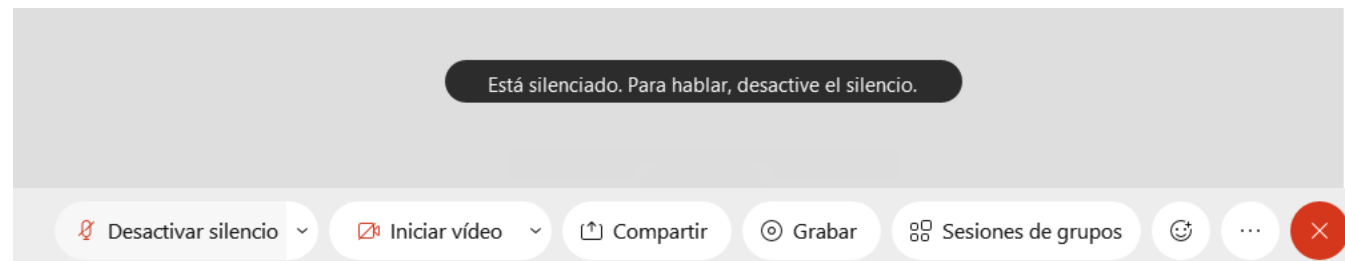 Está silenciado. Para hablar, desactive el silencio.
Desactivar silencio Iniciar vídeo Compartir Grabar Sesiones de grupos